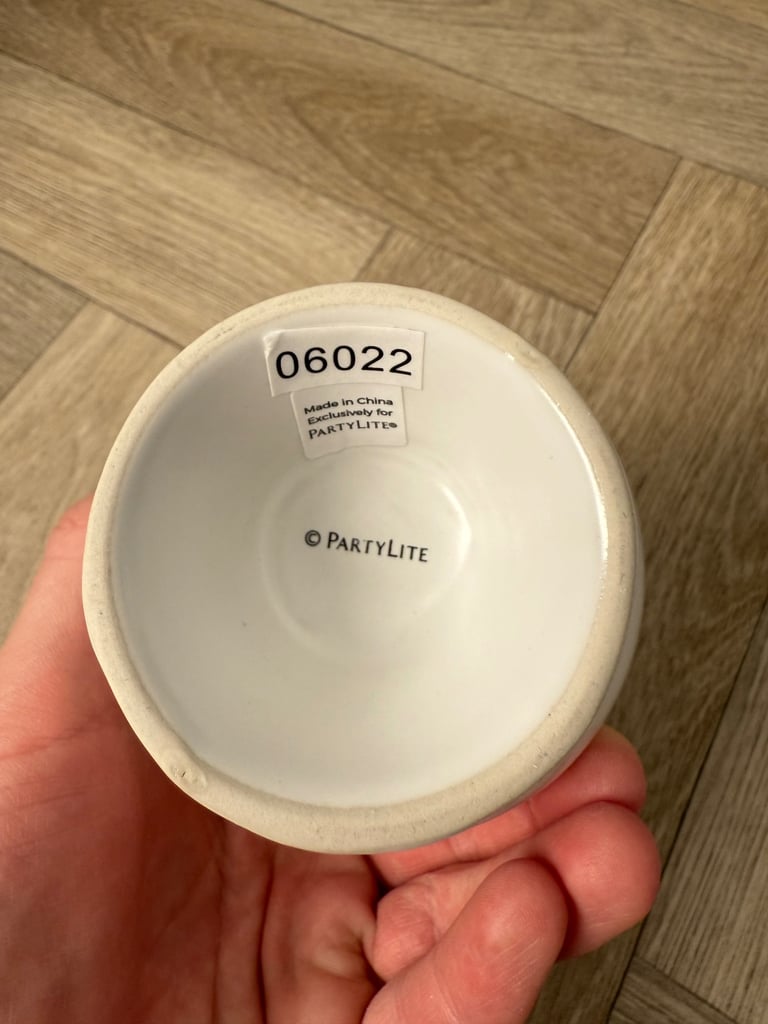 06022
Made in China
Exclusively for
PARTYLITE®
© PARTYLITE